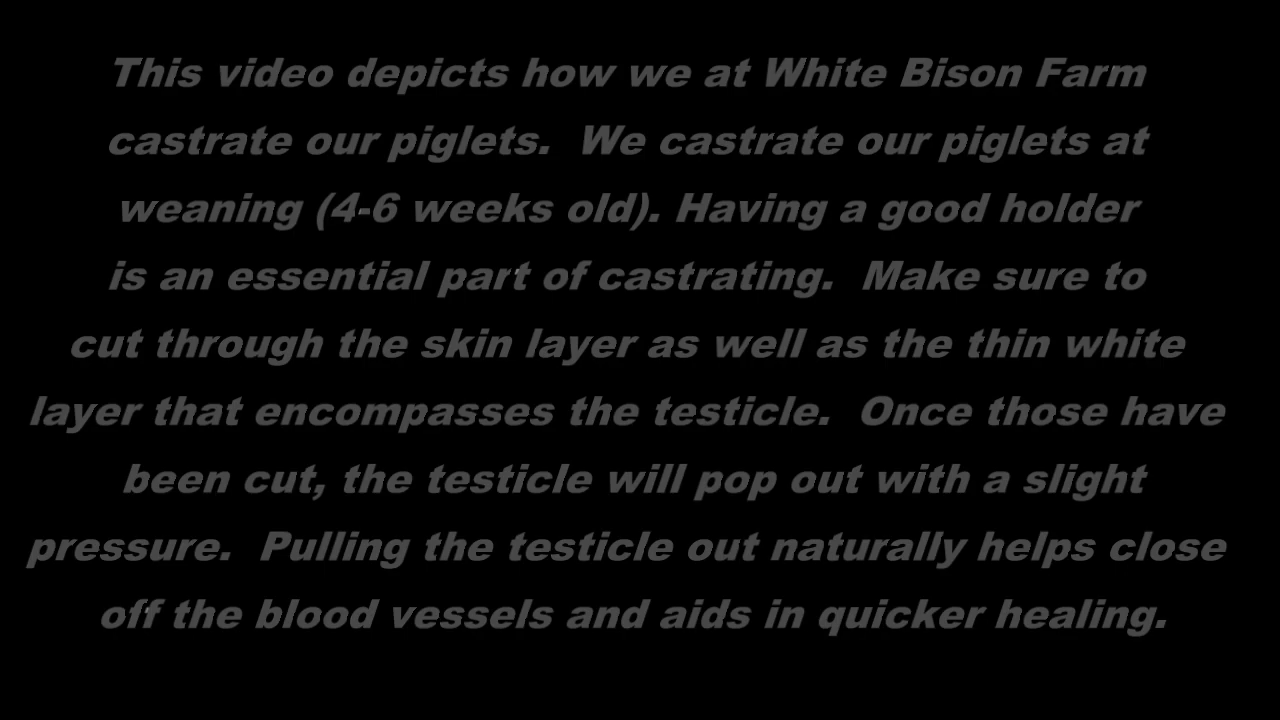 This video depicts how we at White Bison Farm
castrate our piglets.  We castrate our piglets at
weaning (4-6 weeks old). Having a good holder
is an essential part of castrating.  Make sure to
cut through the skin layer as well as the thin white
layer that encompasses the testicle.  Once those have
been cut, the testicle will pop out with a slight
pressure.  Pulling the testicle out naturally helps close
off the blood vessels and aids in quicker healing.